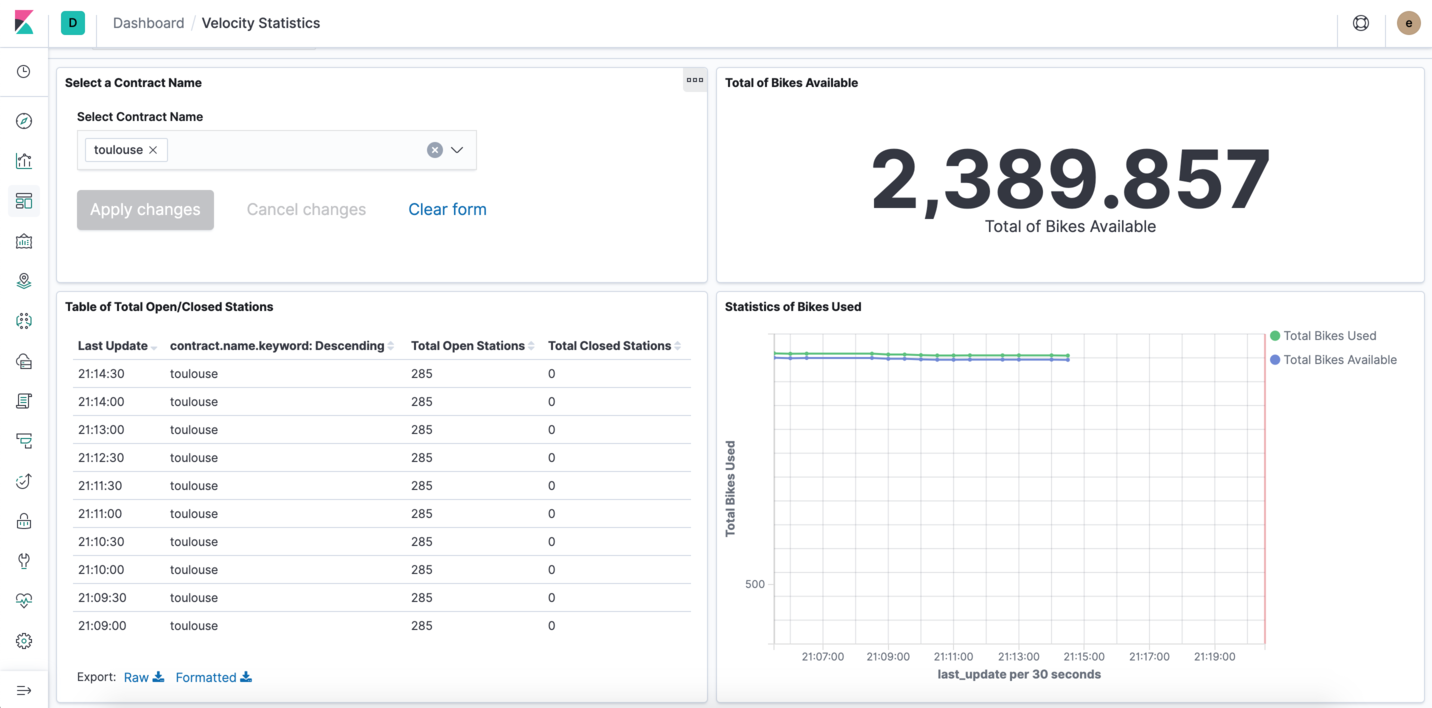 D Dashboard / Velocity Statistics e
Select a Contract Name
Select Contract Name
toulouse
Apply changes Cancel changes Clear form
Total of Bikes Available
2,389.857
Total of Bikes Available
Table of Total Open/Closed Stations
Last Update contract.name.keyword: Descending Total Open Stations Total Closed Stations
21:14:30 toulouse 285 0
21:14:00 toulouse 285 0
21:13:00 toulouse 285 0
21:12:30 toulouse 285 0
21:11:30 toulouse 285 0
21:11:00 toulouse 285 0
21:10:30 toulouse 285 0
21:10:00 toulouse 285 0
21:09:30 toulouse 285 0
21:09:00 toulouse 285 0
Export: Raw Formatted
Statistics of Bikes Used
Total Bikes Used
Total Bikes Available
Total Bikes Used
500
21:07:00 21:09:00 21:11:00 21:13:00 21:15:00 21:17:00 21:19:00
last_update per 30 seconds